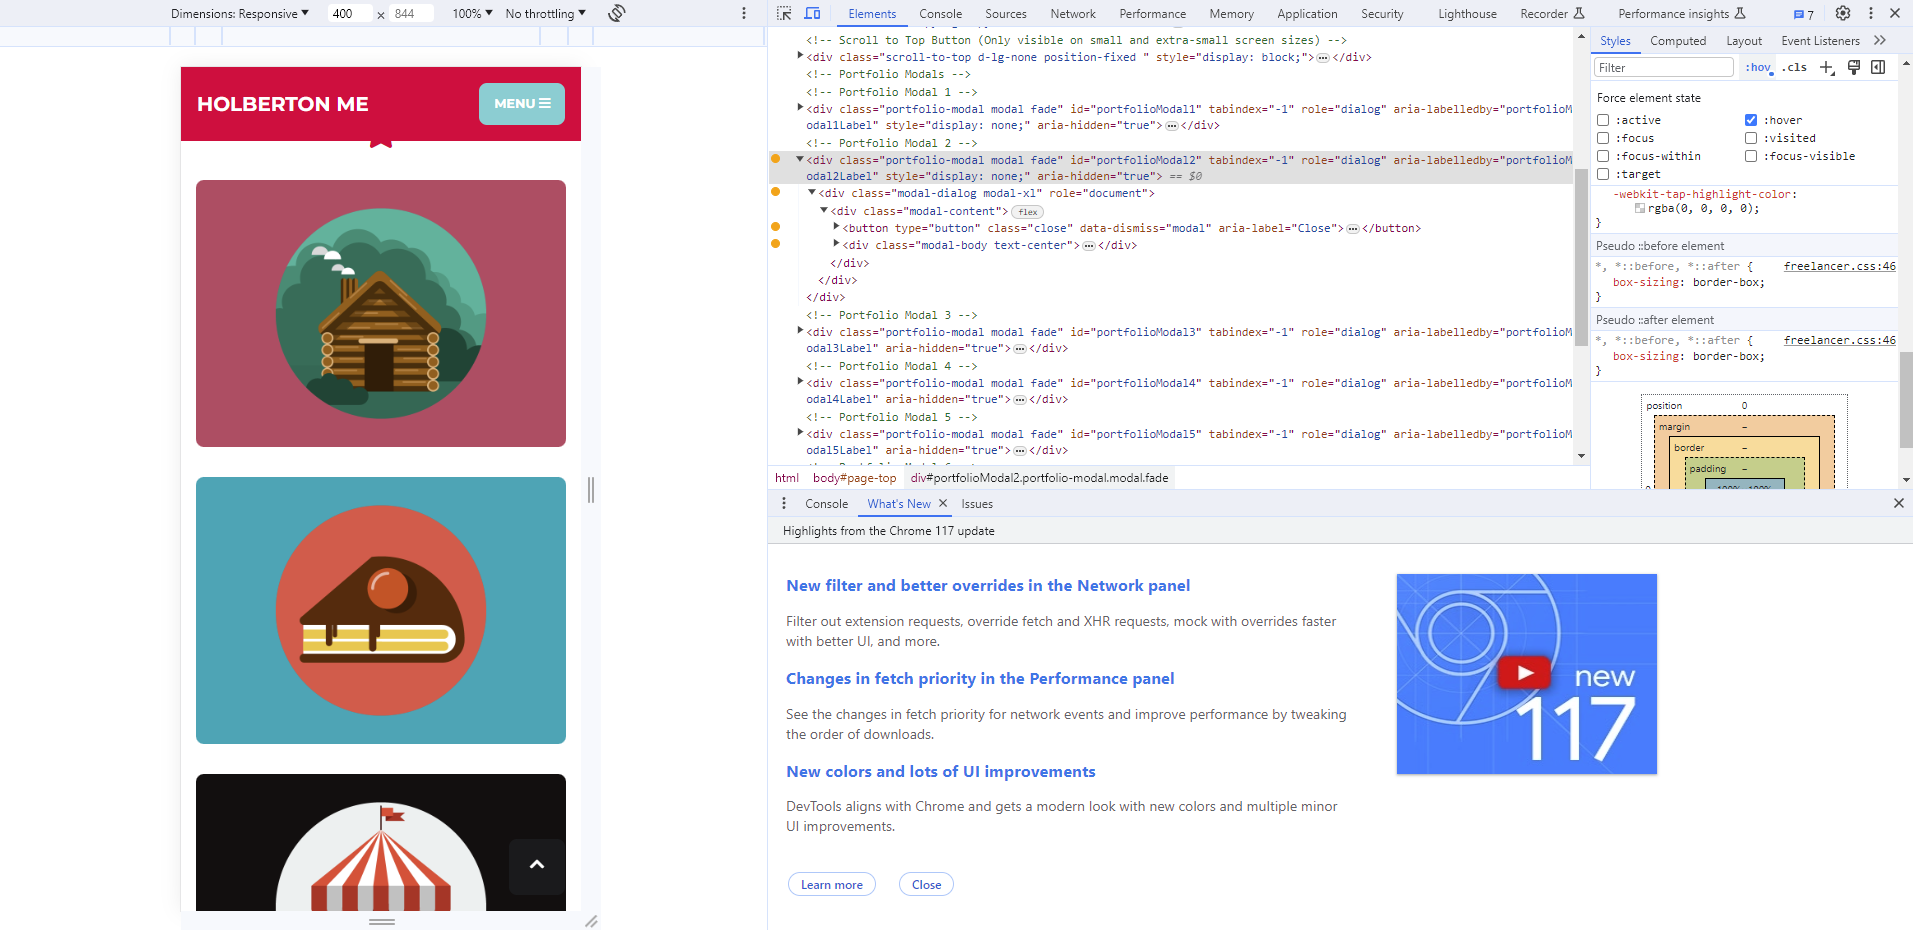 Dimensions: Responsive ▼ 400 x 844 100% ▼ No throttling ▼
HOLBERTON ME
MENU
Elements Console Sources Network Performance Memory Application Security Lighthouse Recorder Performance insights 7
<!-- Scroll to Top Button (Only visible on small and extra-small screen sizes) -->
<div class="scroll-to-top d-lg-none position-fixed " style="display: block;">…</div>
<!-- Portfolio Modals -->
<!-- Portfolio Modal 1 -->
<div class="portfolio-modal modal fade" id="portfolioModal1" tabindex="-1" role="dialog" aria-labelledby="portfolioM
odal1Label" style="display: none;" aria-hidden="true">…</div>
<!-- Portfolio Modal 2 -->
<div class="portfolio-modal modal fade" id="portfolioModal2" tabindex="-1" role="dialog" aria-labelledby="portfolioM
odal2Label" style="display: none;" aria-hidden="true"> == $0
<div class="modal-dialog modal-xl" role="document">
<div class="modal-content"> flex
<button type="button" class="close" data-dismiss="modal" aria-label="Close">…</button>
<div class="modal-body text-center">…</div>
</div>
</div>
</div>
<!-- Portfolio Modal 3 -->
<div class="portfolio-modal modal fade" id="portfolioModal3" tabindex="-1" role="dialog" aria-labelledby="portfolioM
odal3Label" aria-hidden="true">…</div>
<!-- Portfolio Modal 4 -->
<div class="portfolio-modal modal fade" id="portfolioModal4" tabindex="-1" role="dialog" aria-labelledby="portfolioM
odal4Label" aria-hidden="true">…</div>
<!-- Portfolio Modal 5 -->
<div class="portfolio-modal modal fade" id="portfolioModal5" tabindex="-1" role="dialog" aria-labelledby="portfolioM
odal5Label" aria-hidden="true">…</div>
html body#page-top div#portfolioModal2.portfolio-modal.modal.fade
Styles Computed Layout Event Listeners
Filter :hov .cls
Force element state
:active :hover
:focus :visited
:focus-within :focus-visible
:target
-webkit-tap-highlight-color:
rgba(0, 0, 0, 0);
}
Pseudo ::before element
*, *::before, *::after { freelancer.css:46
box-sizing: border-box;
}
Pseudo ::after element
*, *::before, *::after { freelancer.css:46
box-sizing: border-box;
}
position 0
margin –
border –
padding –
Console What's New Issues
Highlights from the Chrome 117 update
New filter and better overrides in the Network panel
Filter out extension requests, override fetch and XHR requests, mock with overrides faster
with better UI, and more.
Changes in fetch priority in the Performance panel
See the changes in fetch priority for network events and improve performance by tweaking
the order of downloads.
New colors and lots of UI improvements
DevTools aligns with Chrome and gets a modern look with new colors and multiple minor
UI improvements.
Learn more Close
new
117